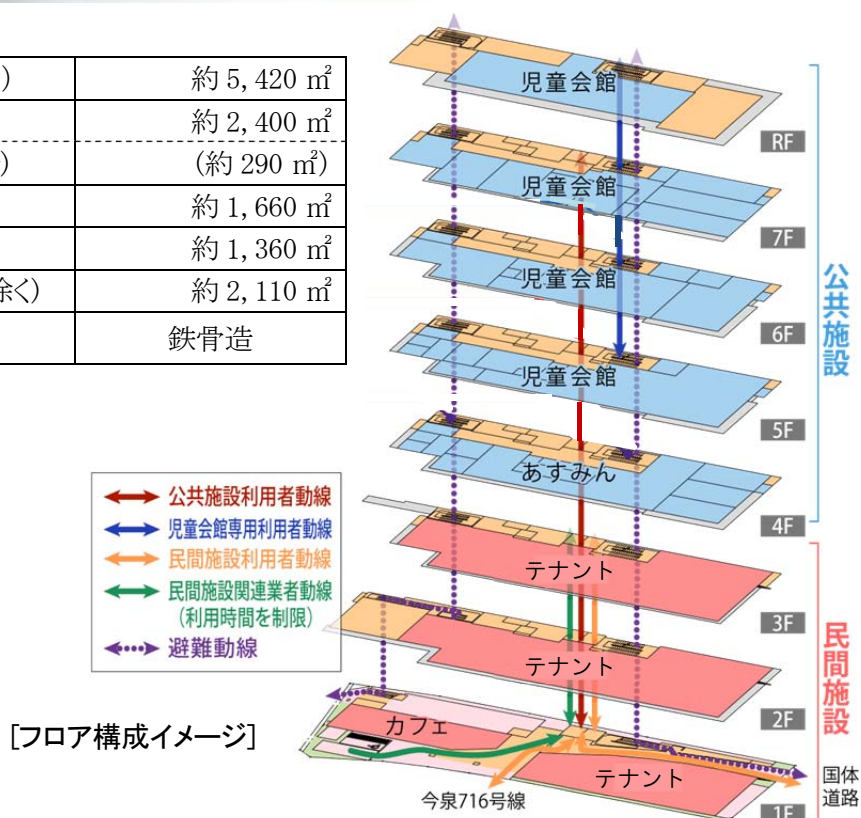 )
約5,420 ㎡
約2,400 ㎡
)
(約290 ㎡)
約1,660 ㎡
約1,360 ㎡
除く)
約2,110 ㎡
鉄骨造
児童会館
RF
児童会館
7F
児童会館
6F
児童会館
5F
あすみん
4F
公共施設
テナント
3F
テナント
2F
カフェ
テナント
1F
民間施設
国体
道路
今泉716号線
公共施設利用者動線
児童会館専用利用者動線
民間施設利用者動線
民間施設関連業者動線
(利用時間を制限)
避難動線
[フロア構成イメージ]